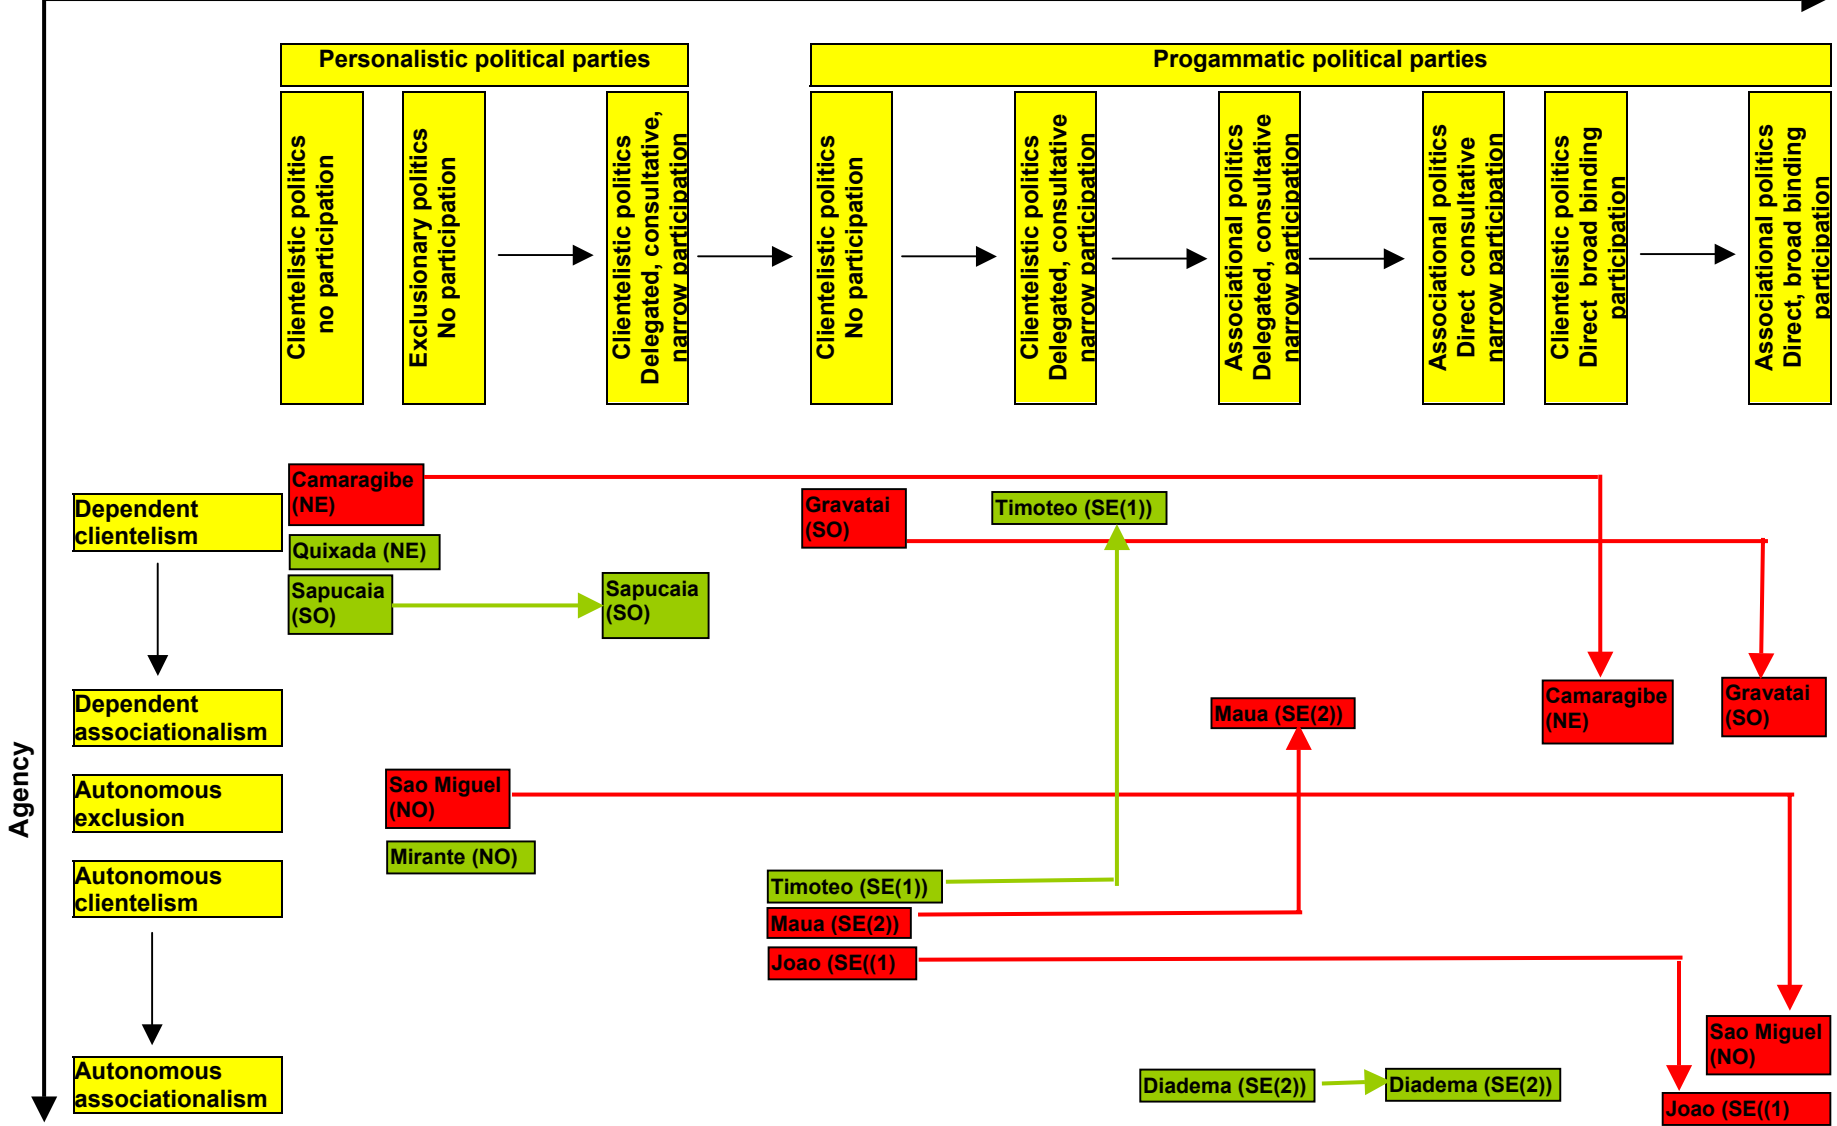 Personalistic political parties
Progammatic political parties
Clientelistic politics
no participation
Exclusionary politics
No participation
Clientelistic politics
Delegated, consultative,
narrow participation
Clientelistic politics
No participation
Clientelistic politics
Delegated, consultative
narrow participation
Associational politics
Delegated, consultative
narrow participation
Associational politics
Direct consultative
narrow participation
Clientelistic politics
Direct broad binding
participation
Associational politics
Direct, broad binding
participation
Agency
Dependent
clientelism
Camaragibe
(NE)
Quixada (NE)
Sapucaia
(SO)
Sapucaia
(SO)
Gravatai
(SO)
Timoteo (SE(1))
Dependent
associationalism
Maua (SE(2))
Camaragibe
(NE)
Gravatai
(SO)
Autonomous
exclusion
Sao Miguel
(NO)
Mirante (NO)
Autonomous
clientelism
Timoteo (SE(1))
Maua (SE(2))
Joao (SE((1)
Sao Miguel
(NO)
Autonomous
associationalism
Diadema (SE(2))
Diadema (SE(2))
Joao (SE((1)